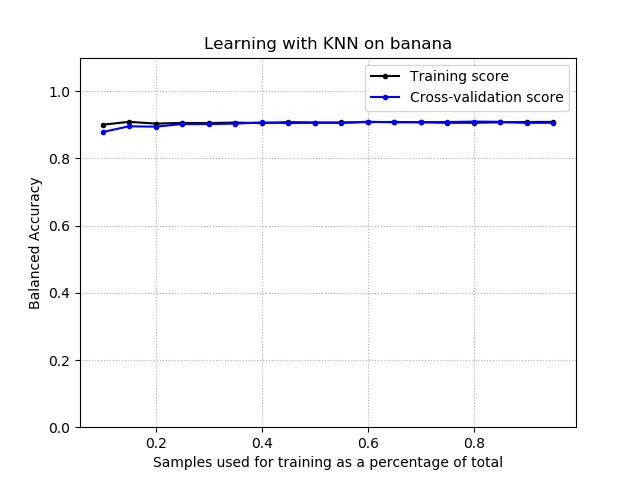 Learning with KNN on banana
Training score
Cross-validation score
Balanced Accuracy
1.0
0.8
0.6
0.4
0.2
0.0
0.2 0.4 0.6 0.8
Samples used for training as a percentage of total